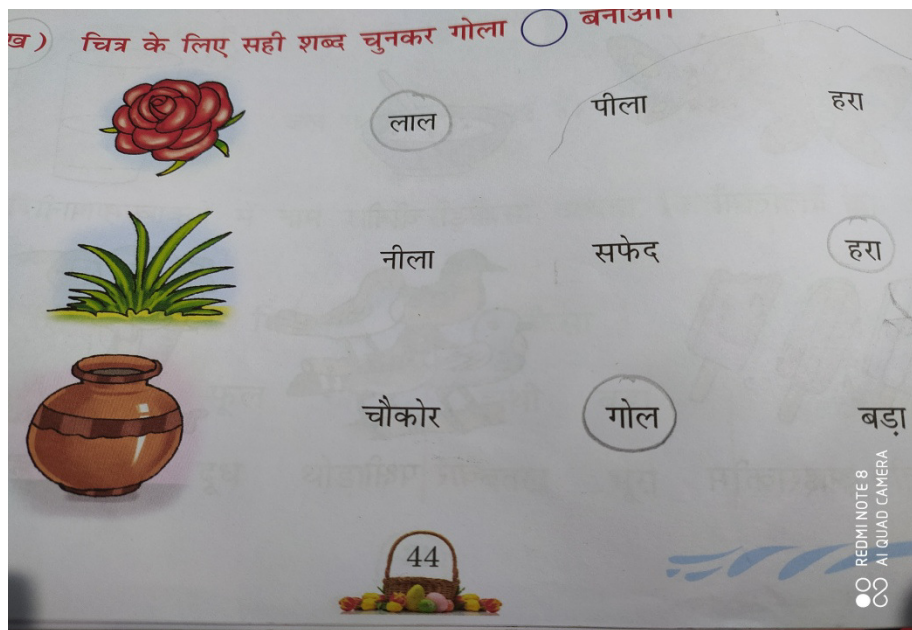 ख) चित्र के लिए सही शब्द चुनकर गोला बनाओ।
लाल पीला हरा
नीला सफेद हरा
चौकोर गोल बड़ा
44
REDMI NOTE 8
AI QUAD CAMERA